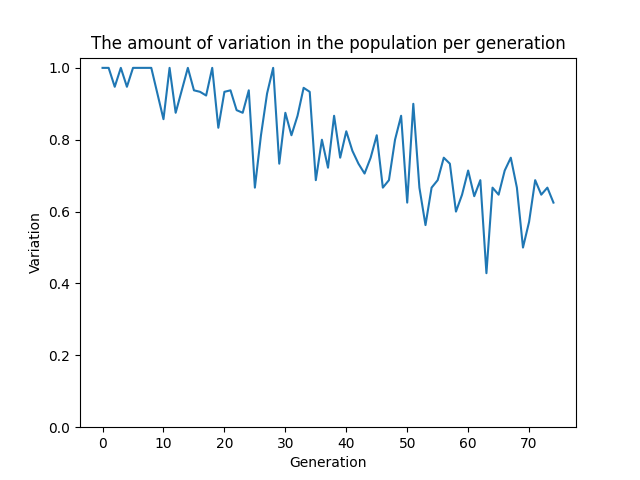 The amount of variation in the population per generation
1.0
0.8
0.6
0.4
0.2
0.0
Variation
0 10 20 30 40 50 60 70
Generation